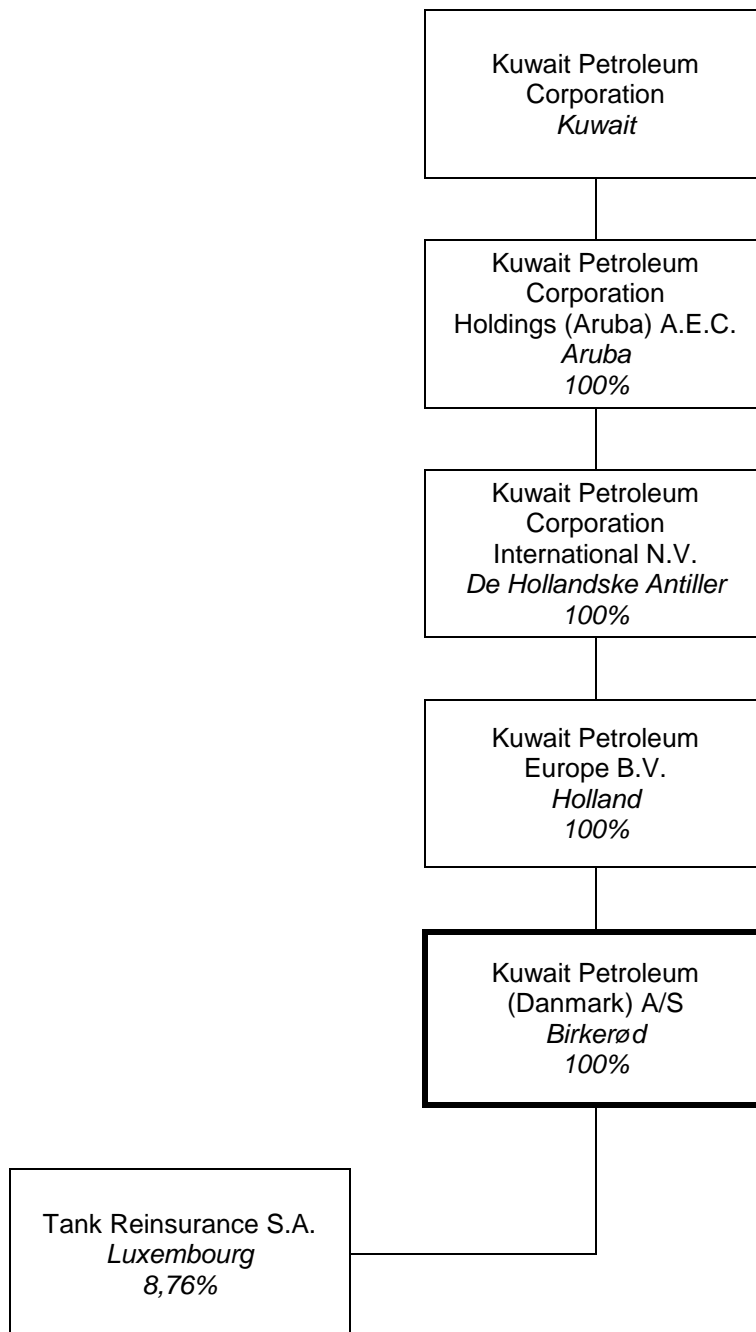 Kuwait Petroleum
Corporation
Kuwait
Kuwait Petroleum
Corporation
Holdings (Aruba) A.E.C.
Aruba
100%
Kuwait Petroleum
Corporation
International N.V.
De Hollandske Antiller
100%
Kuwait Petroleum
Europe B.V.
Holland
100%
Kuwait Petroleum
(Danmark) A/S
Birkerød
100%
Tank Reinsurance S.A.
Luxembourg
8,76%